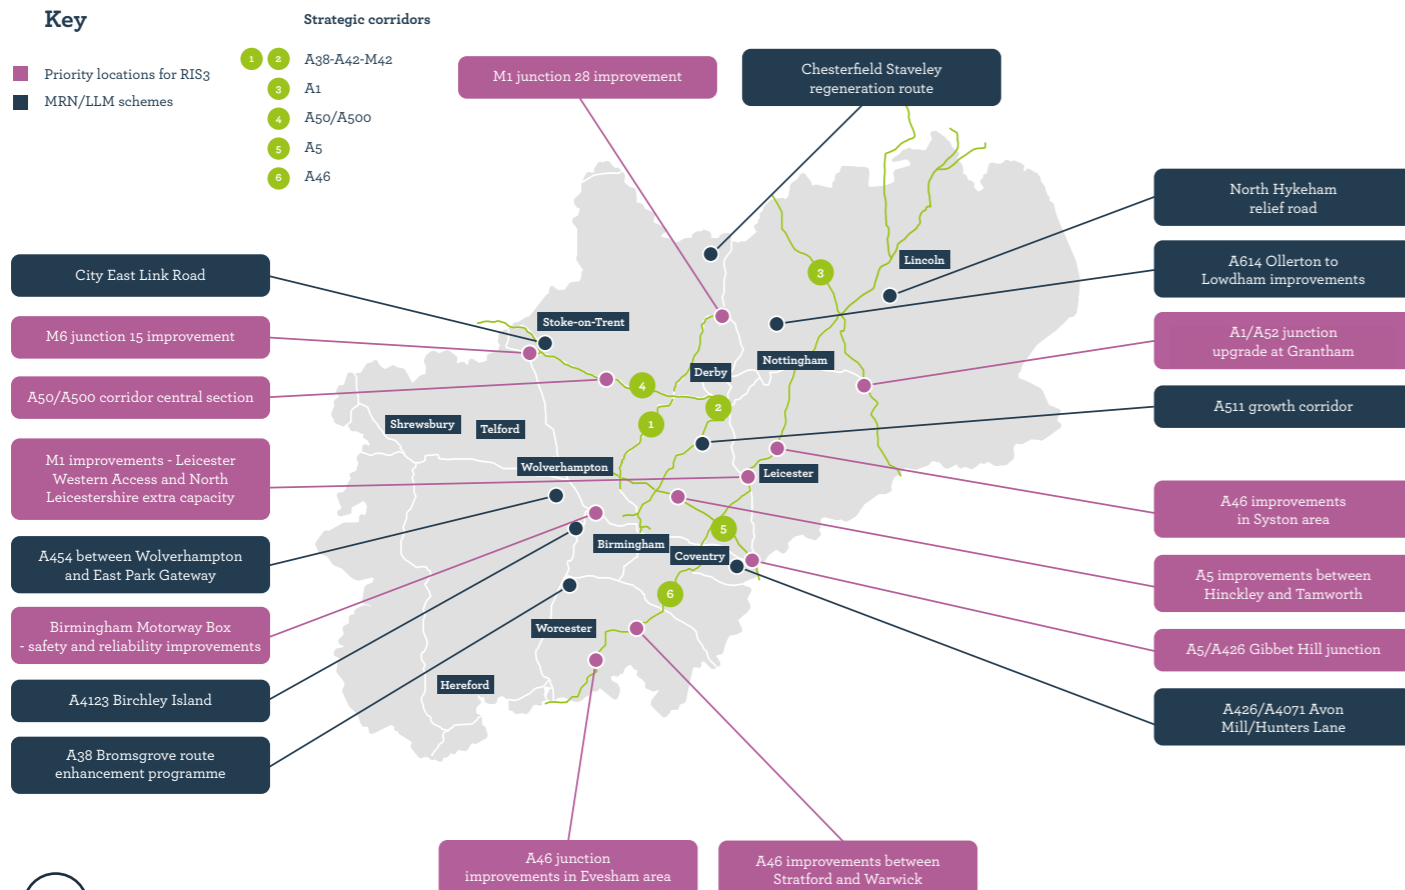 Key
Priority locations for RIS3
MRN/LLM schemes
Strategic corridors
1 2 A38-A42-M42
3 A1
4 A50/A500
5 A5
6 A46
M1 junction 28 improvement
Chesterfield Staveley
regeneration route
North Hykeham
relief road
A614 Ollerton to
Lowdham improvements
A1/A52 junction
upgrade at Grantham
A511 growth corridor
A46 improvements
in Syston area
A5 improvements between
Hinckley and Tamworth
A5/A426 Gibbet Hill junction
A426/A4071 Avon
Mill/Hunters Lane
City East Link Road
M6 junction 15 improvement
A50/A500 corridor central section
M1 improvements - Leicester
Western Access and North
Leicestershire extra capacity
A454 between Wolverhampton
and East Park Gateway
Birmingham Motorway Box
- safety and reliability improvements
A4123 Birchley Island
A38 Bromsgrove route
enhancement programme
A46 junction
improvements in Evesham area
A46 improvements between
Stratford and Warwick
Lincoln
3
Stoke-on-Trent
Nottingham
Derby
4
2
1
Shrewsbury
Telford
Wolverhampton
Leicester
5
Birmingham
Coventry
6
Worcester
Hereford